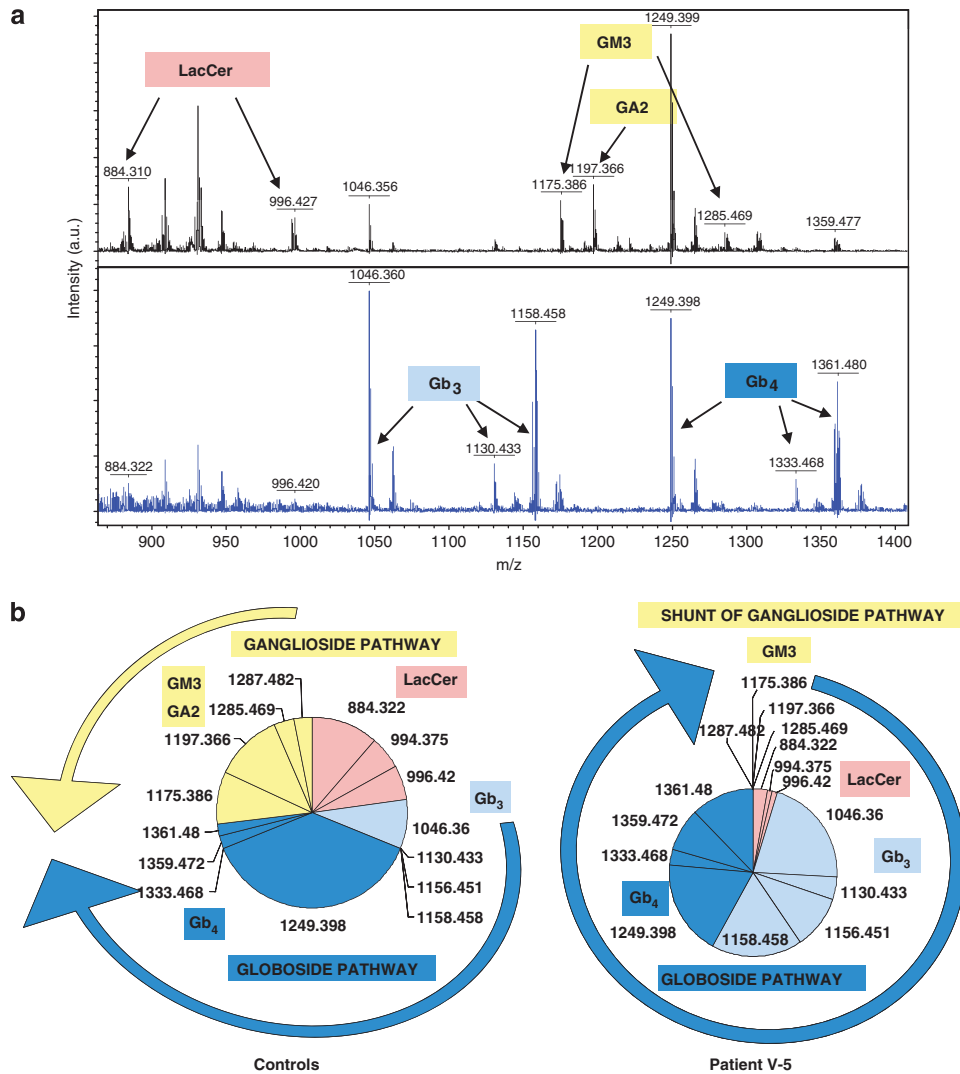 a
1249.399
GM3
LacCer
GA2
884.310
996.427
1046.356
1175.386
1197.366
1285.469
1359.477
Intensity (a.u.)
1046.360
1158.458
1249.398
1361.480
Gb3
Gb4
884.322
996.420
1130.433
1333.468
900 1000 1050 1100 1150 1200 1250 1300 1350 1400
m/z
b
GANGLIOSIDE PATHWAY
GM3
GA2
1287.482
LacCer
1285.469
884.322
1197.366
994.375
996.42
1175.386
Gb3
1361.48
1046.36
1359.472
1130.433
1333.468
1156.451
1158.458
Gb4
1249.398
GLOBOSIDE PATHWAY
Controls
SHUNT OF GANGLIOSIDE PATHWAY
GM3
1175.386
1197.366
1287.482
1285.469
884.322
994.375
996.42
LacCer
1361.48
1046.36
1359.472
Gb3
1333.468
1130.433
Gb4
1249.398
1156.451
1158.458
GLOBOSIDE PATHWAY
Patient V-5